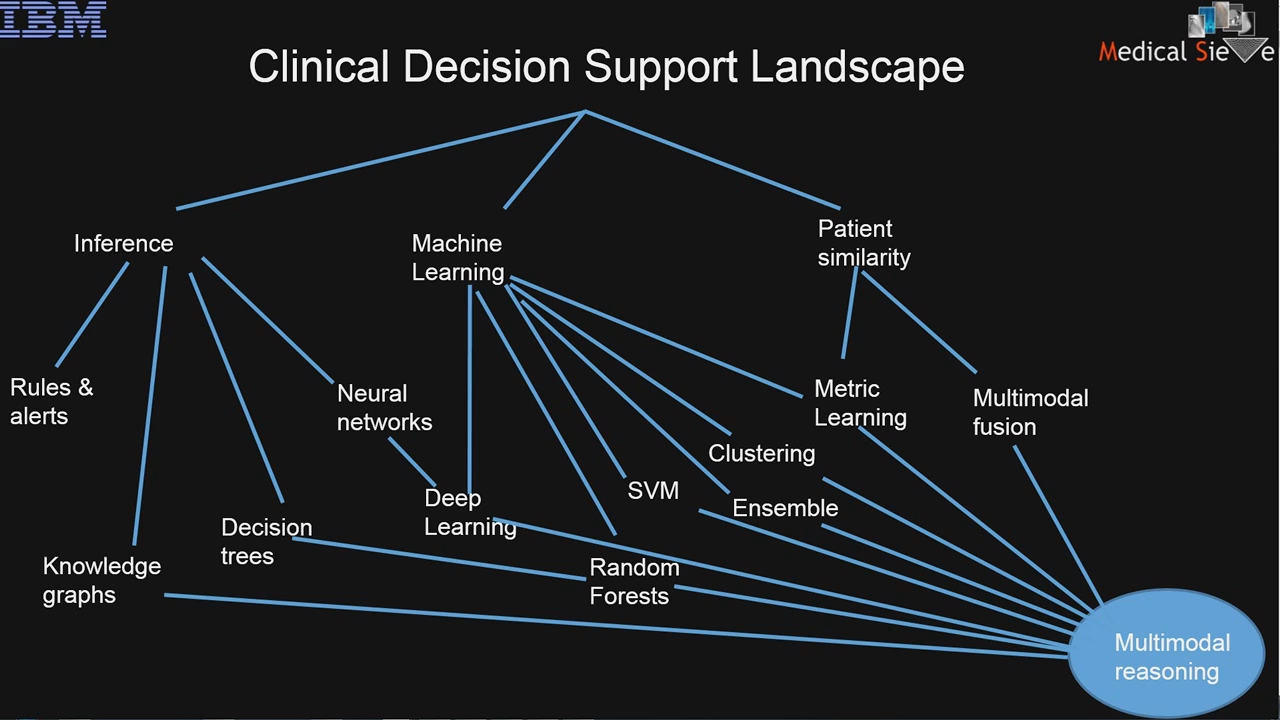 IBM
Medical Sieve
Clinical Decision Support Landscape
Inference
Machine
Learning
Patient
similarity
Rules &
alerts
Neural
networks
Metric
Learning
Multimodal
fusion
Clustering
SVM
Ensemble
Deep
Learning
Decision
trees
Knowledge
graphs
Random
Forests
Multimodal
reasoning